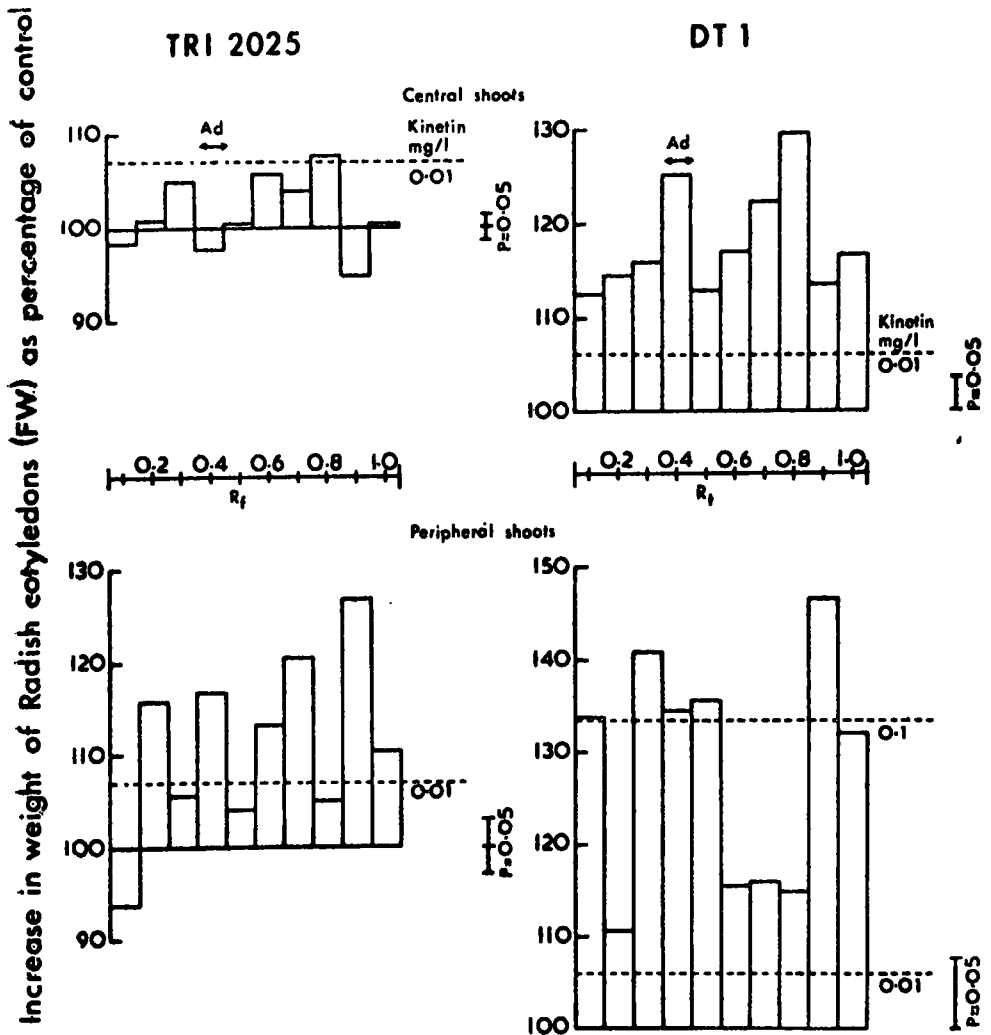 Increase in weight of Radish cotyledons (FW.) as percentage of control
TRI 2025
DT 1
Central shoots
110
100
90
Ad
Kinetin
mg/l
0·01
P=0·05
130
120
110
100
Ad
Kinetin
mg/l
0·01
P=0·05
0·2 0·4 0·6 0·8 1·0
Rf
0·2 0·4 0·6 0·8 1·0
Rf
Peripheral shoots
130
120
110
100
90
0·01
P=0·05
150
140
130
120
110
100
0·1
0·01
P=0·05